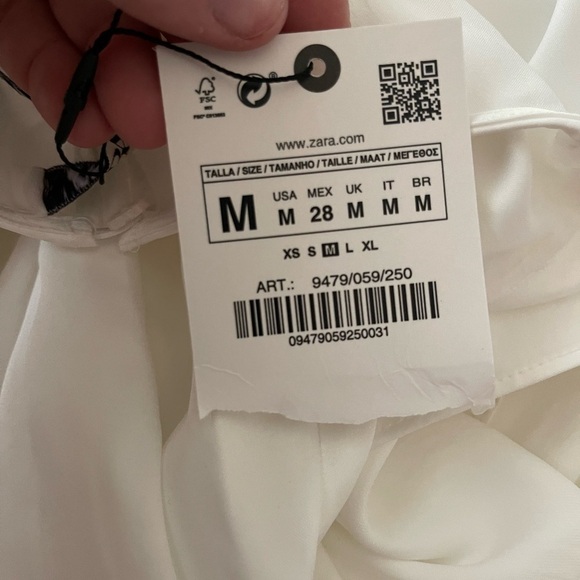 FSC
®
www.zara.com
TALLA / SIZE / TAMANHO / TAILLE / MAAT / ΜΕΓΕΘΟΣ
USA MEX UK IT BR
M M 28 M M M
XS S M L XL
ART.: 9479/059/250
09479059250031